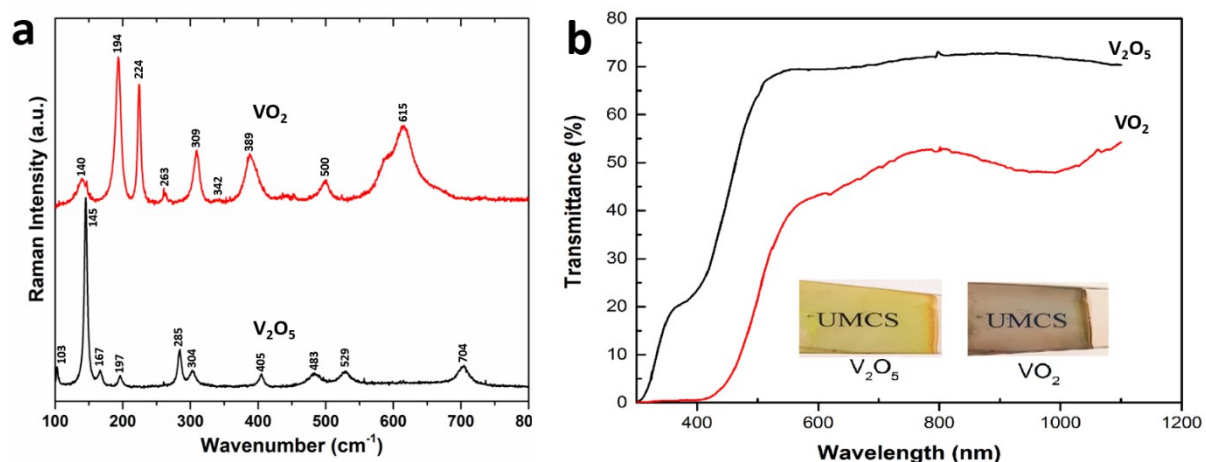 a
194
224
VO2
615
309
389
140
500
263
342
145
V2O5
285
103
167
197
304
405
483
529
704
Raman Intensity (a.u.)
100 200 300 400 500 600 700 800
Wavenumber (cm-1)
b
80
70
60
50
40
30
20
10
0
V2O5
VO2
Transmittance (%)
UMCS
UMCS
V2O5
VO2
400 600 800 1000 1200
Wavelength (nm)